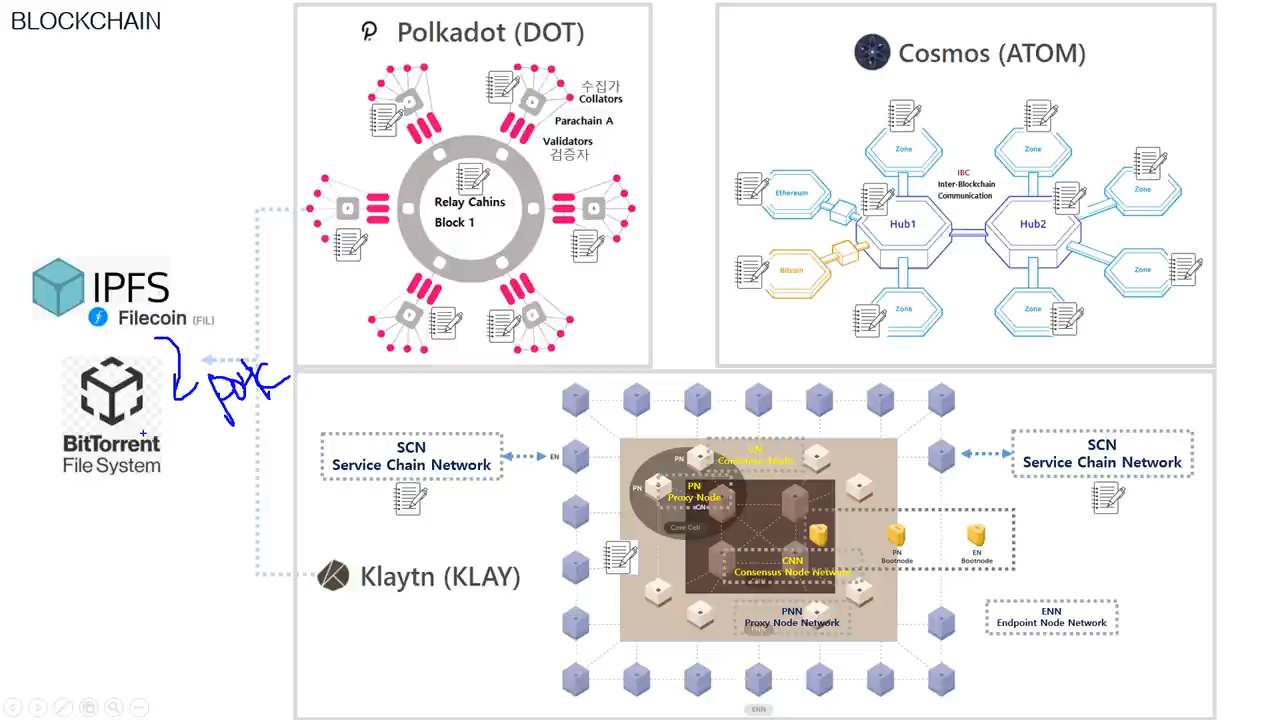 BLOCKCHAIN
Polkadot (DOT)
수집가
Collators
Parachain A
Validators
검증자
Relay Cahins
Block 1
Cosmos (ATOM)
Zone
Zone
IBC
Inter-Blockchain
Communication
Ethereum
Zone
Hub1
Hub2
Bitcoin
Zone
Zone
Zone
IPFS
Filecoin (FIL)
BitTorrent
File System
SCN
Service Chain Network
EN
PN
CN
Consensus Node
PN
PN
Proxy Node
CN
Core Cell
CNN
Consensus Node Network
PN
Bootnode
EN
Bootnode
SCN
Service Chain Network
Klaytn (KLAY)
PNN
Proxy Node Network
PNN
ENN
Endpoint Node Network
ENN